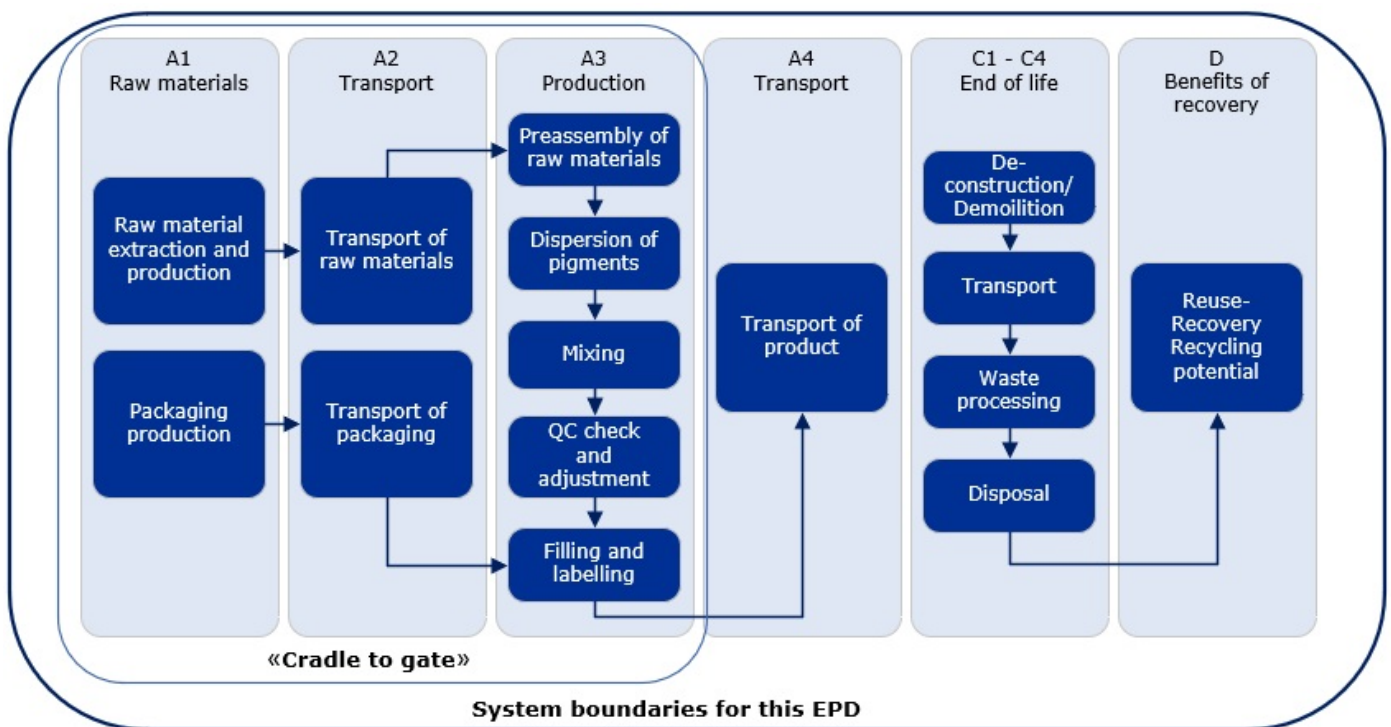 A1
Raw materials
A2
Transport
A3
Production
A4
Transport
C1 - C4
End of life
D
Benefits of
recovery
Raw material
extraction and
production
Packaging
production
Transport of
raw materials
Transport of
packaging
Preassembly of
raw materials
Dispersion of
pigments
Mixing
QC check
and
adjustment
Filling and
labelling
Transport of
product
De-
construction/
Demoilition
Transport
Waste
processing
Disposal
Reuse-
Recovery
Recycling
potential
«Cradle to gate»
System boundaries for this EPD